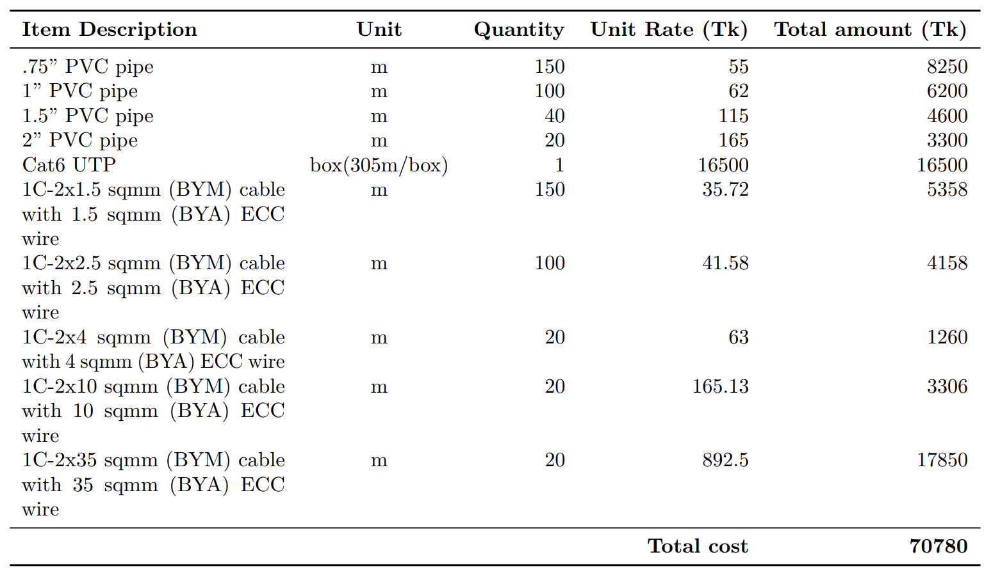 Item Description Unit Quantity Unit Rate (Tk) Total amount (Tk)
.75” PVC pipe m 150 55 8250
1” PVC pipe m 100 62 6200
1.5” PVC pipe m 40 115 4600
2” PVC pipe m 20 165 3300
Cat6 UTP box(305m/box) 1 16500 16500
1C-2x1.5 sqmm (BYM) cable m 150 35.72 5358
with 1.5 sqmm (BYA) ECC
wire
1C-2x2.5 sqmm (BYM) cable m 100 41.58 4158
with 2.5 sqmm (BYA) ECC
wire
1C-2x4 sqmm (BYM) cable m 20 63 1260
with 4 sqmm (BYA) ECC wire
1C-2x10 sqmm (BYM) cable m 20 165.13 3306
with 10 sqmm (BYA) ECC
wire
1C-2x35 sqmm (BYM) cable m 20 892.5 17850
with 35 sqmm (BYA) ECC
wire
Total cost 70780